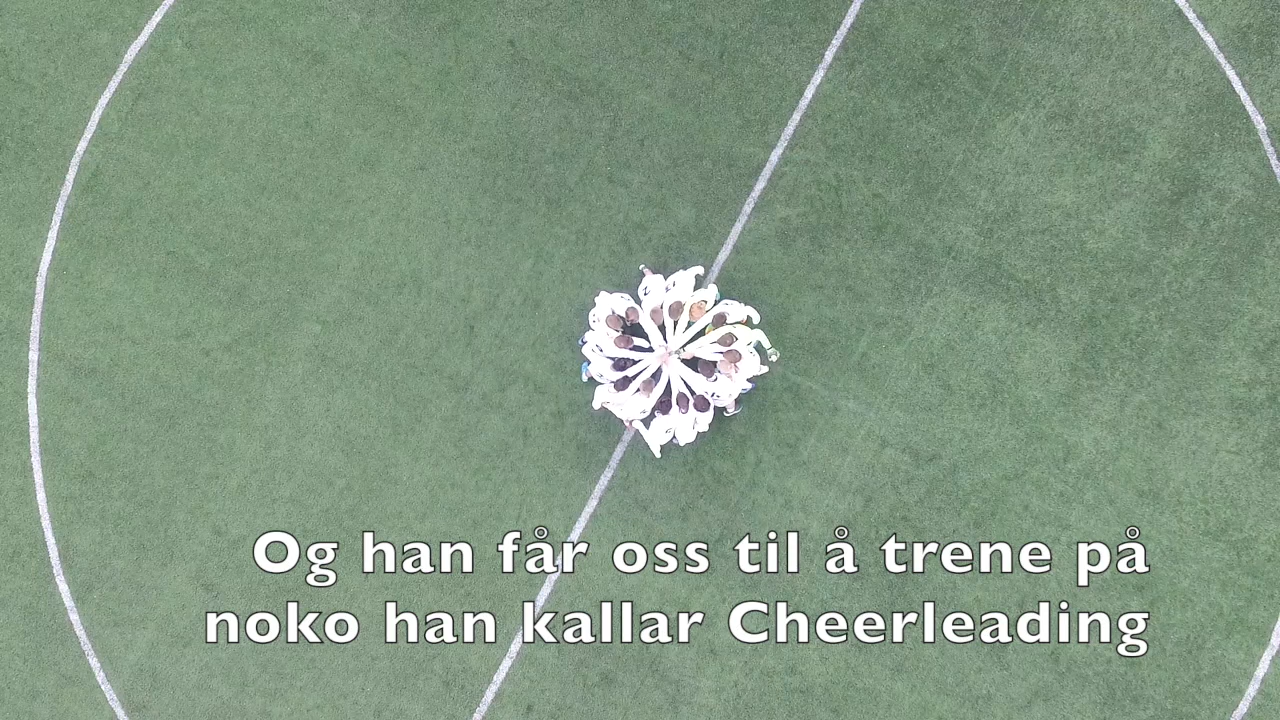 Og han får oss til å trene på
noko han kallar Cheerleading